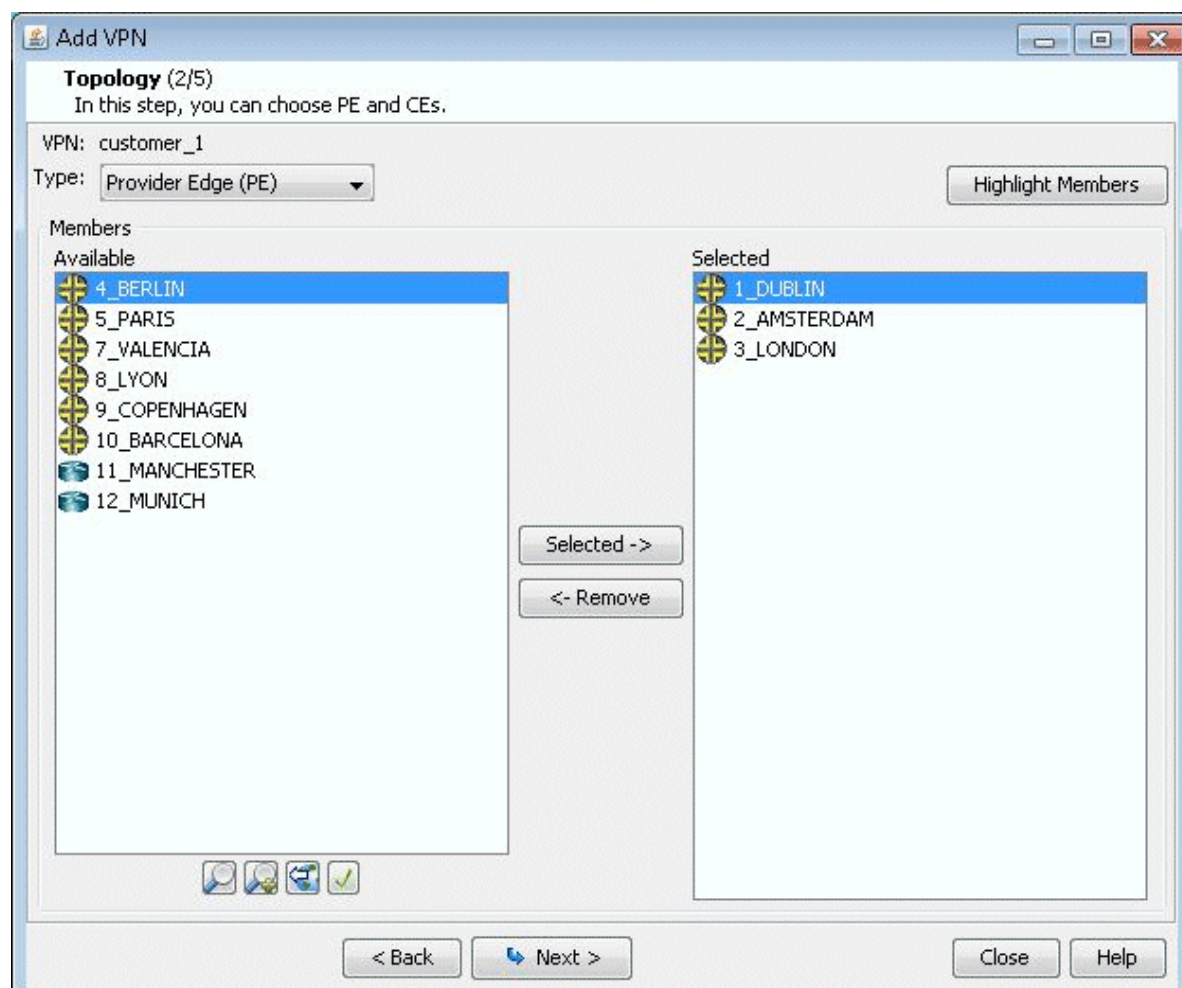 Add VPN
Topology (2/5)
In this step, you can choose PE and CEs.
VPN: customer_1
Type: Provider Edge (PE)
Highlight Members
Members
Available
4_BERLIN
5_PARIS
7_VALENCIA
8_LYON
9_COPENHAGEN
10_BARCELONA
11_MANCHESTER
12_MUNICH
Selected ->
<- Remove
Selected
1_DUBLIN
2_AMSTERDAM
3_LONDON
< Back
Next >
Close
Help